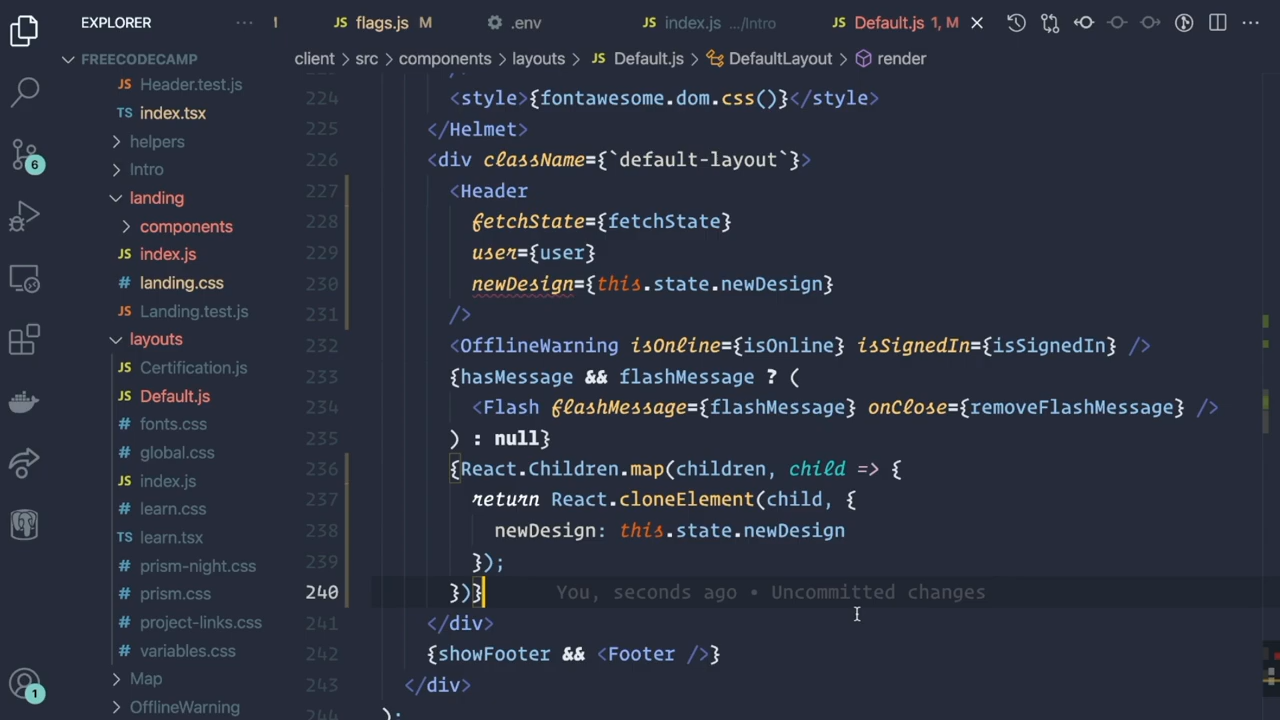 EXPLORER
flags.js M
.env
index.js .../Intro
Default.js 1, M
FREECODECAMP
client > src > components > layouts > JS Default.js > DefaultLayout > render
JS Header.test.js
TS index.tsx
helpers
Intro
landing
components
JS index.js
# landing.css
JS Landing.test.js
layouts
JS Certification.js
JS Default.js
# fonts.css
# global.css
JS index.js
# learn.css
TS learn.tsx
# prism-night.css
# prism.css
# project-links.css
# variables.css
Map
OfflineWarning
6
1
224 <style>{fontawesome.dom.css()}</style>
225 </Helmet>
226 <div className={`default-layout`}>
227 <Header
228 fetchState={fetchState}
229 user={user}
230 newDesign={this.state.newDesign}
231 />
232 <OfflineWarning isOnline={isOnline} isSignedIn={isSignedIn} />
233 {hasMessage && flashMessage ? (
234 <Flash flashMessage={flashMessage} onClose={removeFlashMessage} />
235 ) : null}
236 {React.Children.map(children, child => {
237 return React.cloneElement(child, {
238 newDesign: this.state.newDesign
239 });
240 })} You, seconds ago • Uncommitted changes
241 </div>
242 {showFooter && <Footer />}
243 </div>
244 );